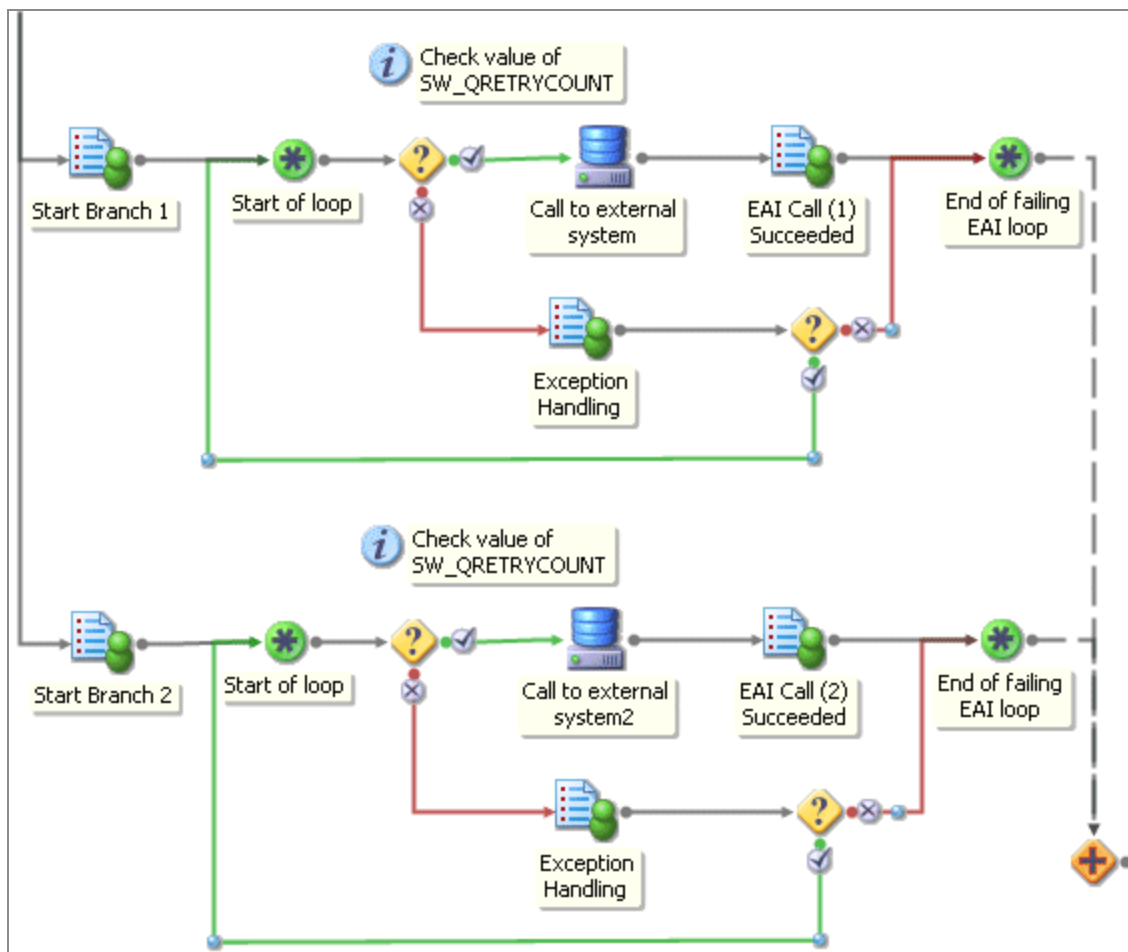 Check value of
SW_QRETRYCOUNT
Start Branch 1
Start of loop
Call to external
system
EAI Call (1)
Succeeded
End of failing
EAI loop
Exception
Handling
Check value of
SW_QRETRYCOUNT
Start Branch 2
Start of loop
Call to external
system2
EAI Call (2)
Succeeded
End of failing
EAI loop
Exception
Handling